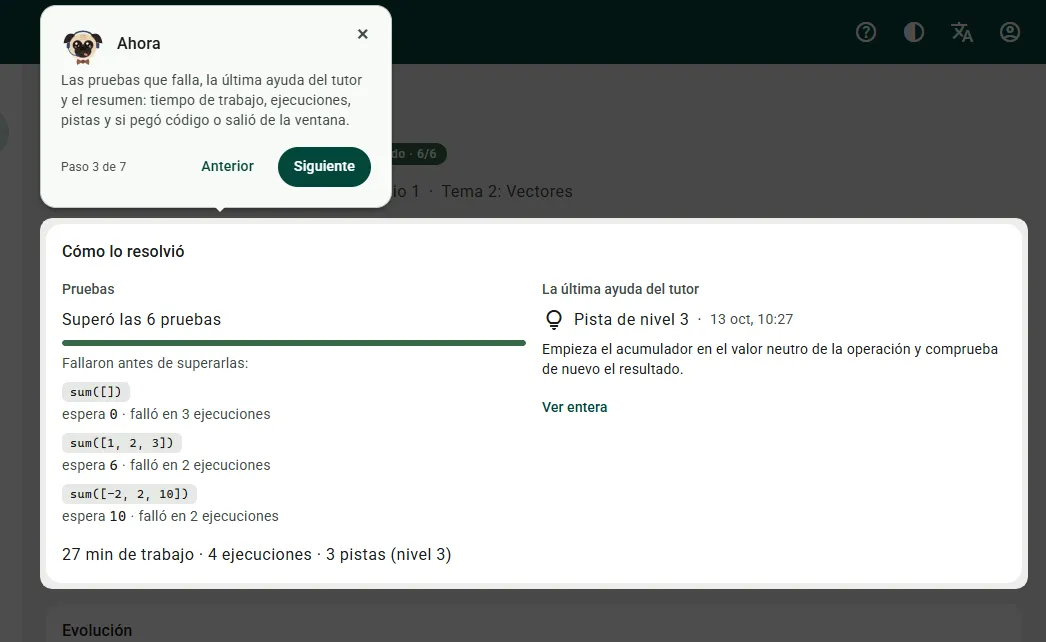 Ahora
Las pruebas que falla, la última ayuda del tutor
y el resumen: tiempo de trabajo, ejecuciones,
pistas y si pegó código o salió de la ventana.
Paso 3 de 7
Anterior
Siguiente
do · 6/6
io 1 · Tema 2: Vectores
Cómo lo resolvió
Pruebas
Superó las 6 pruebas
Fallaron antes de superarlas:
sum([])
espera 0 · falló en 3 ejecuciones
sum([1, 2, 3])
espera 6 · falló en 2 ejecuciones
sum([-2, 2, 10])
espera 10 · falló en 2 ejecuciones
27 min de trabajo · 4 ejecuciones · 3 pistas (nivel 3)
La última ayuda del tutor
Pista de nivel 3 · 13 oct, 10:27
Empieza el acumulador en el valor neutro de la operación y comprueba
de nuevo el resultado.
Ver entera
Evolución